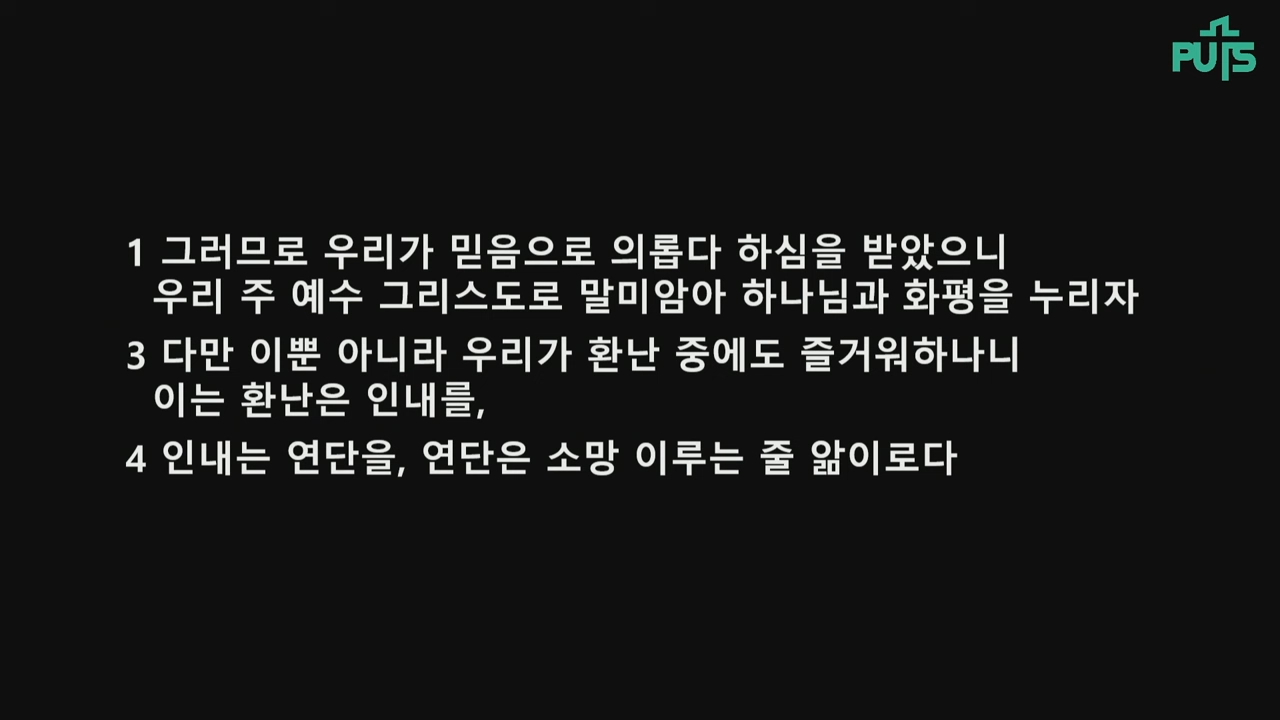 PUTS
1 그러므로 우리가 믿음으로 의롭다 하심을 받았으니
우리 주 예수 그리스도로 말미암아 하나님과 화평을 누리자
3 다만 이뿐 아니라 우리가 환난 중에도 즐거워하나니
이는 환난은 인내를,
4 인내는 연단을, 연단은 소망 이루는 줄 앎이로다